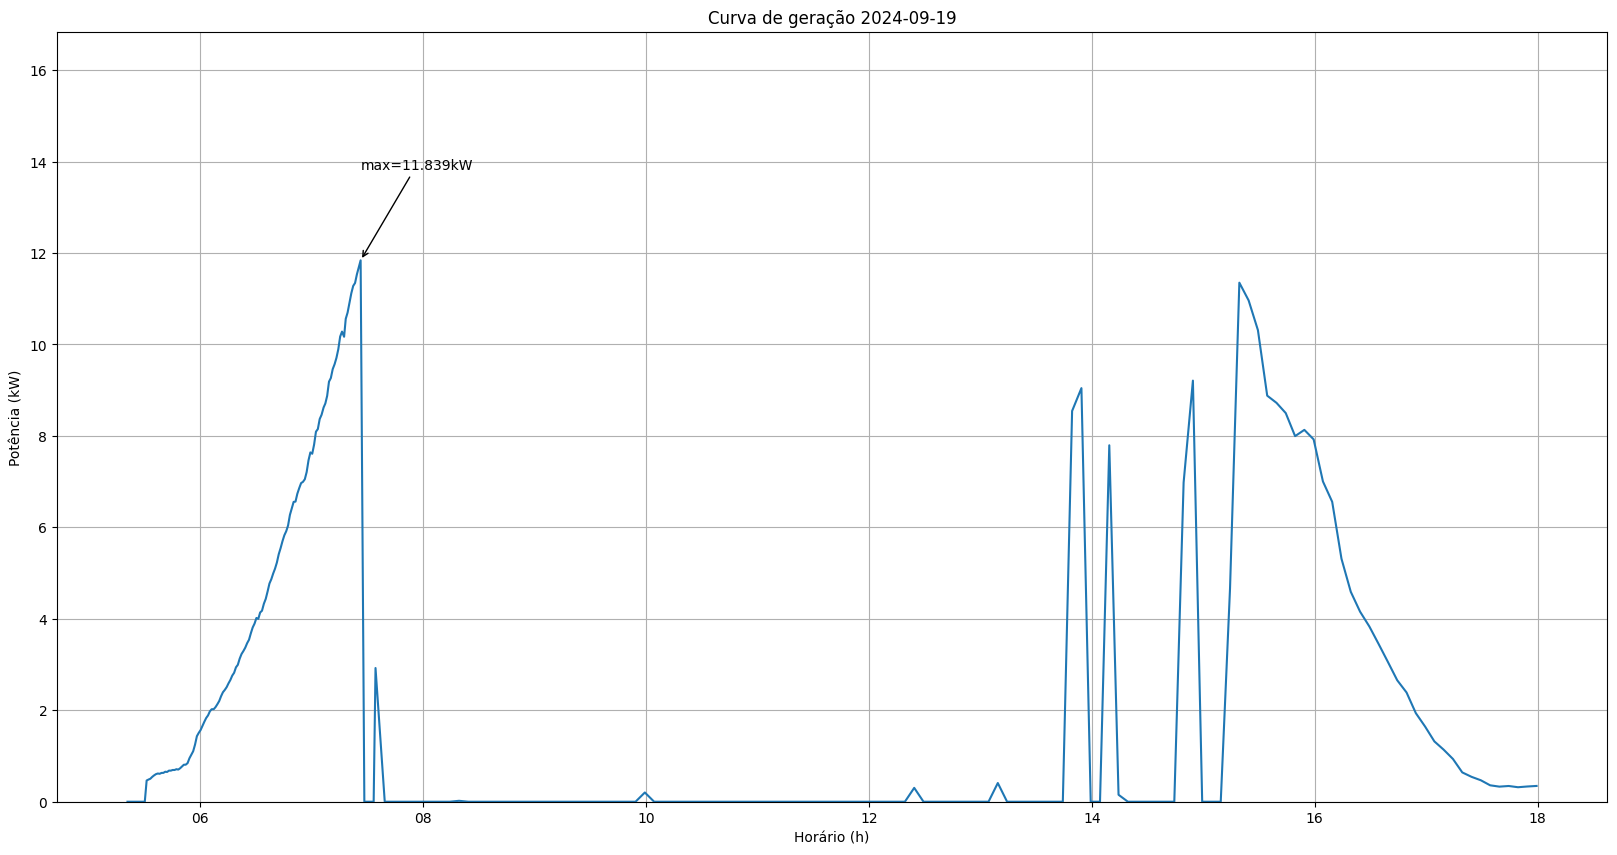 Curva de geração 2024-09-19
16
14
12
10
8
6
4
2
0
max=11.839kW
Potência (kW)
06 08 10 12 14 16 18
Horário (h)